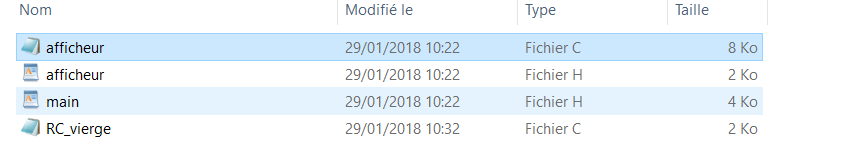 Nom Modifié le Type Taille
afficheur 29/01/2018 10:22 Fichier C 8 Ko
afficheur 29/01/2018 10:22 Fichier H 2 Ko
main 29/01/2018 10:22 Fichier H 4 Ko
RC_vierge 29/01/2018 10:32 Fichier C 2 Ko